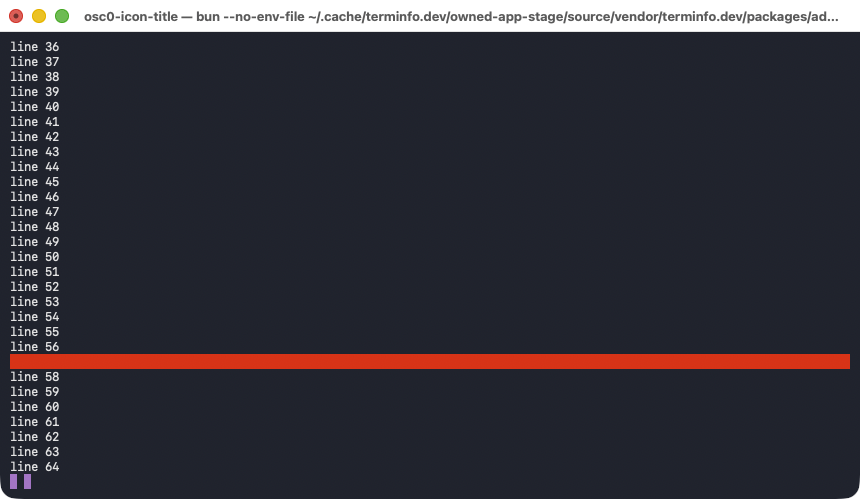 osc0-icon-title — bun --no-env-file ~/.cache/terminfo.dev/owned-app-stage/source/vendor/terminfo.dev/packages/ad...
line 36
line 37
line 38
line 39
line 40
line 41
line 42
line 43
line 44
line 45
line 46
line 47
line 48
line 49
line 50
line 51
line 52
line 53
line 54
line 55
line 56
line 58
line 59
line 60
line 61
line 62
line 63
line 64